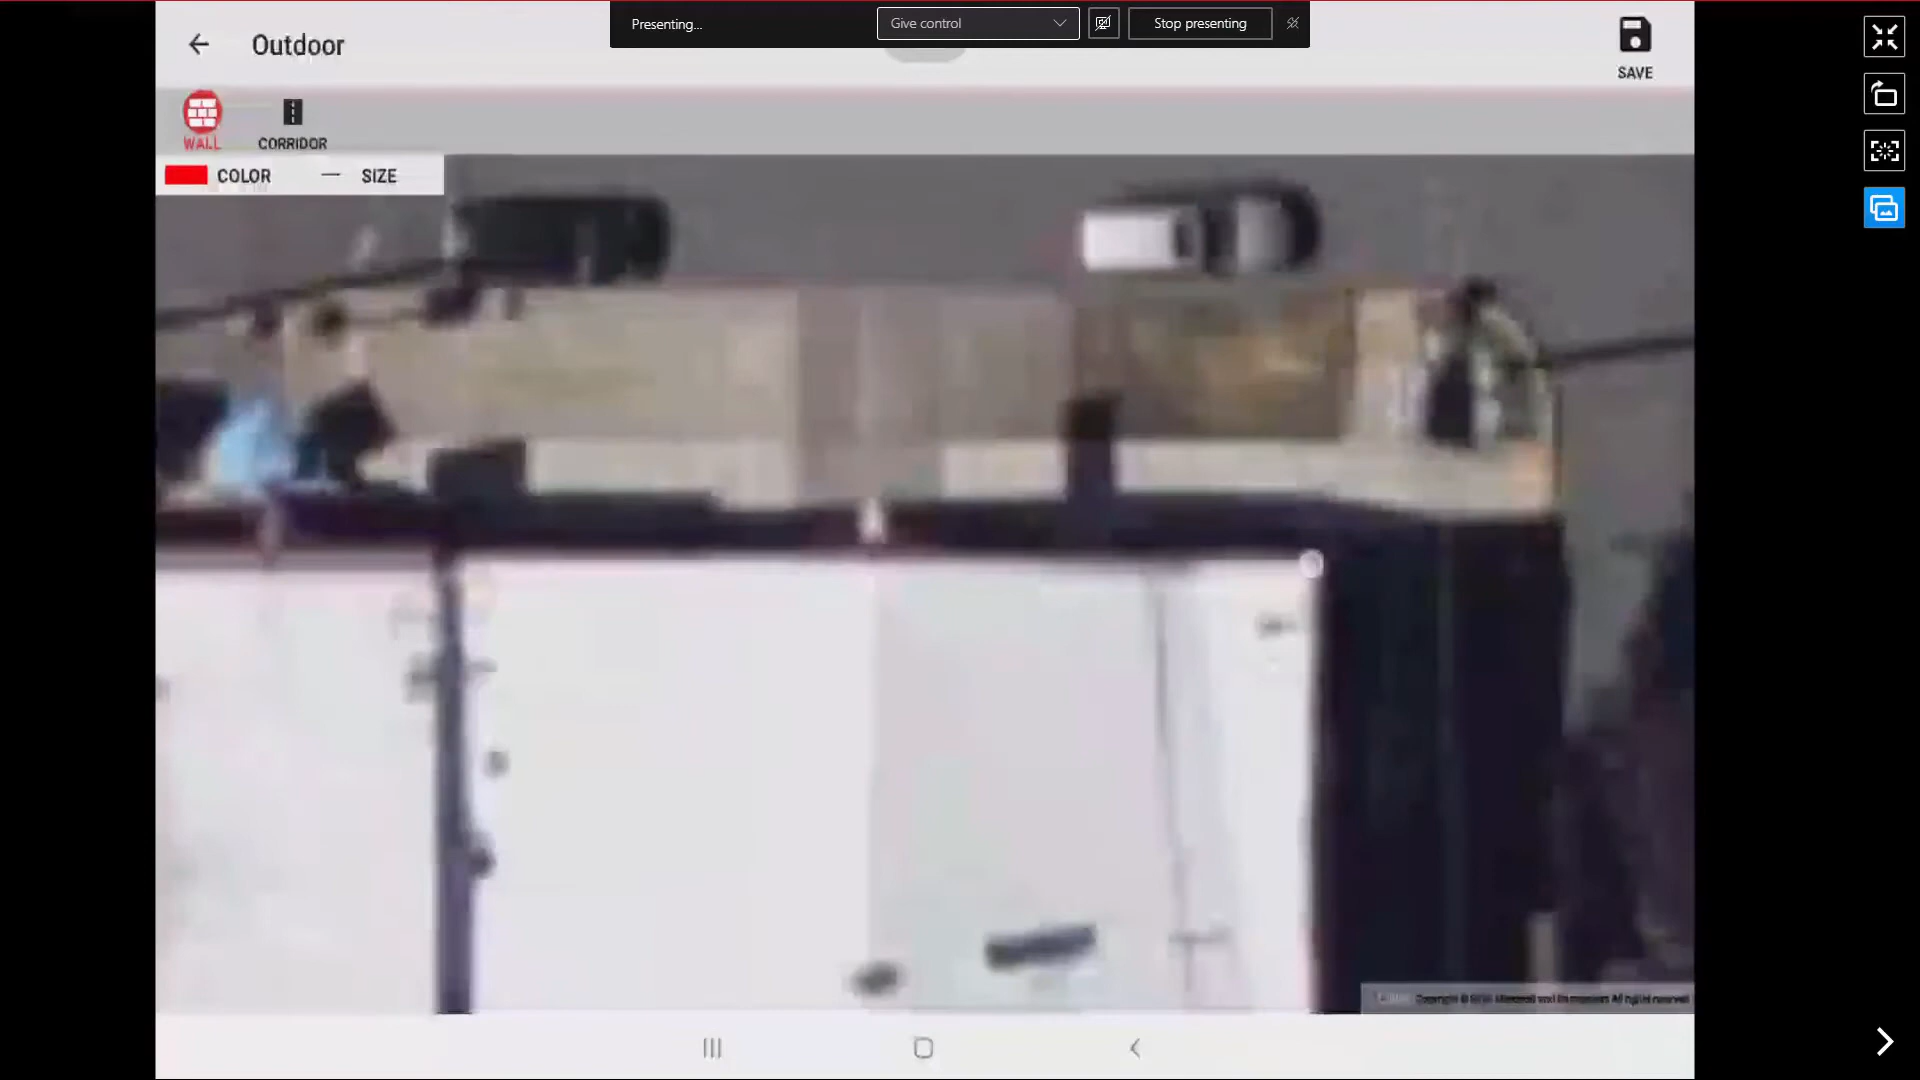 Presenting...
Give control
Stop presenting
Outdoor
SAVE
WALL
CORRIDOR
COLOR
SIZE